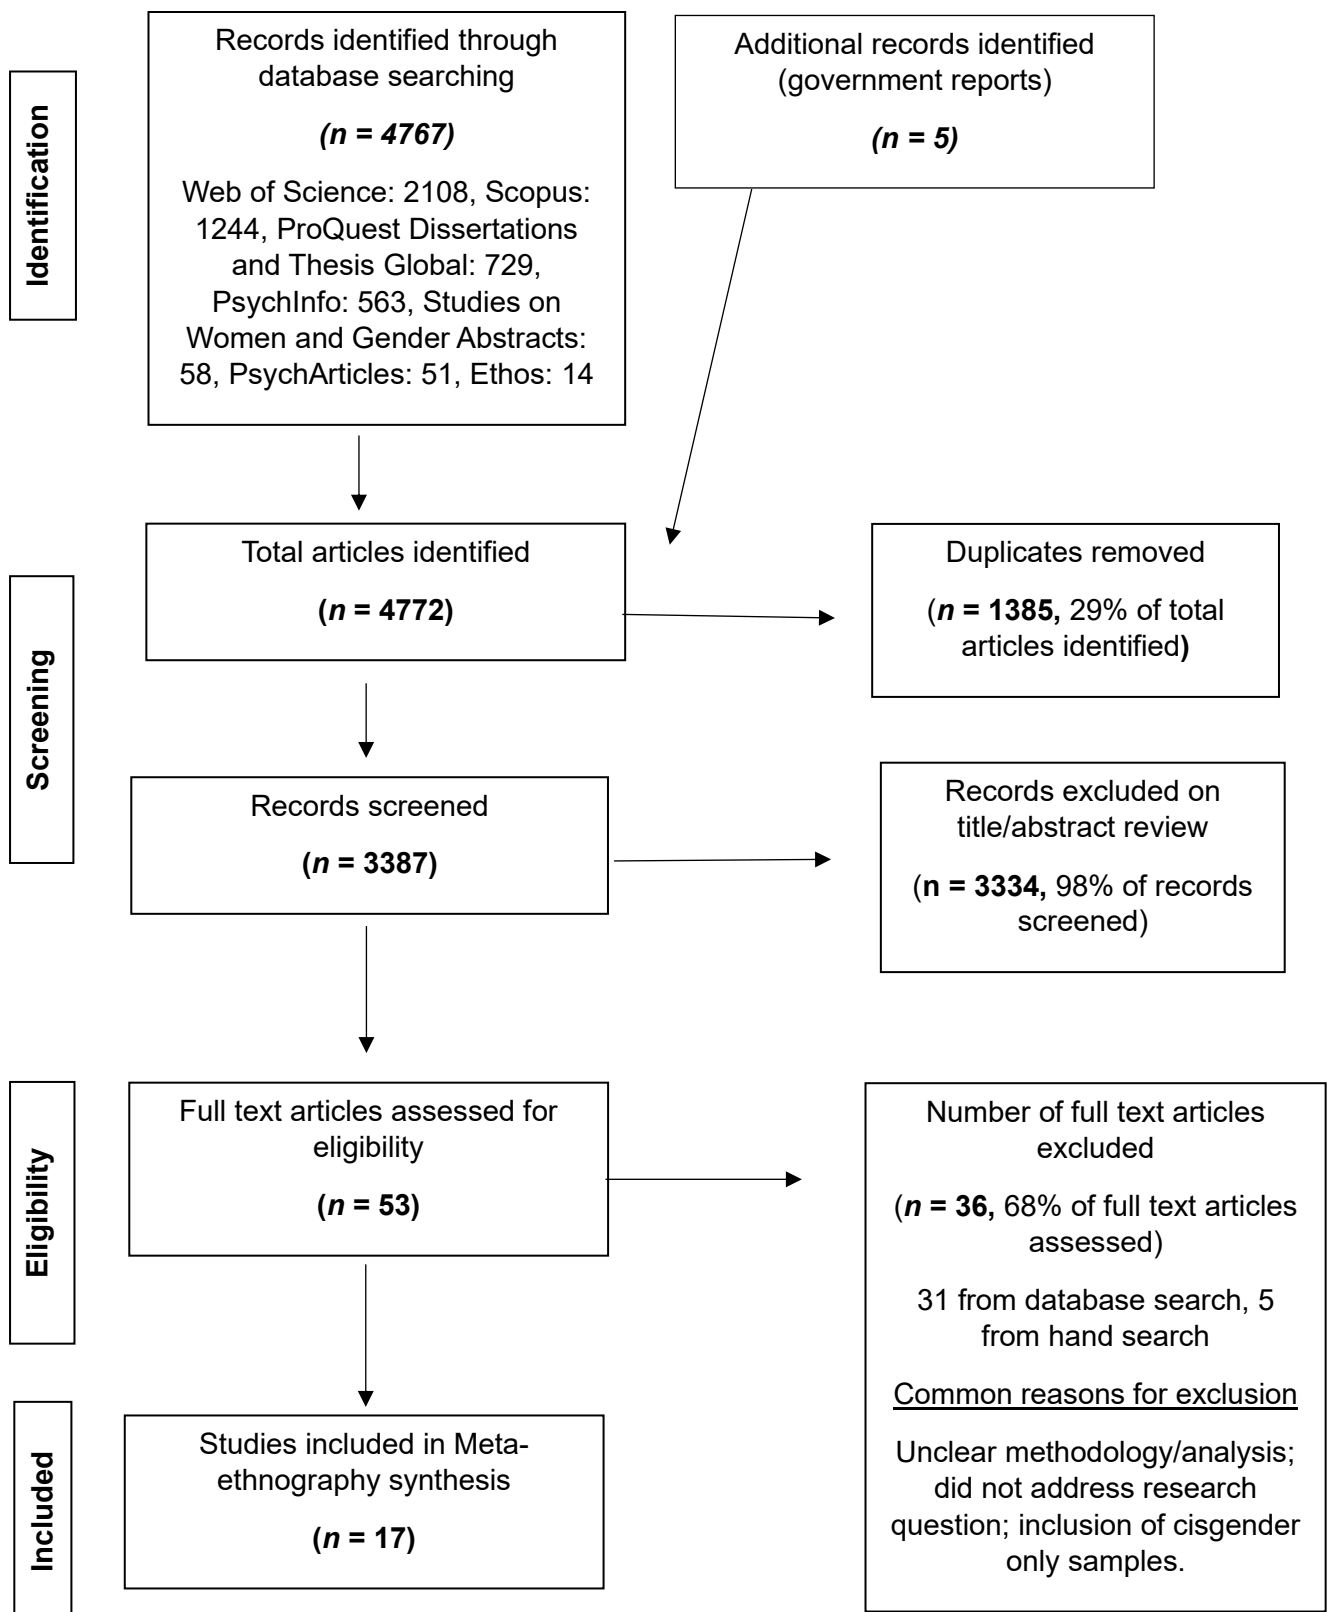 Identification
Records identified through
database searching
(n = 4767)
Web of Science: 2108, Scopus:
1244, ProQuest Dissertations
and Thesis Global: 729,
PsychInfo: 563, Studies on
Women and Gender Abstracts:
58, PsychArticles: 51, Ethos: 14
Additional records identified
(government reports)
(n = 5)
Screening
Total articles identified
(n = 4772)
Duplicates removed
(n = 1385, 29% of total
articles identified)
Records screened
(n = 3387)
Records excluded on
title/abstract review
(n = 3334, 98% of records
screened)
Eligibility
Full text articles assessed for
eligibility
(n = 53)
Number of full text articles
excluded
(n = 36, 68% of full text articles
assessed)
31 from database search, 5
from hand search
Common reasons for exclusion
Unclear methodology/analysis;
did not address research
question; inclusion of cisgender
only samples.
Included
Studies included in Meta-
ethnography synthesis
(n = 17)